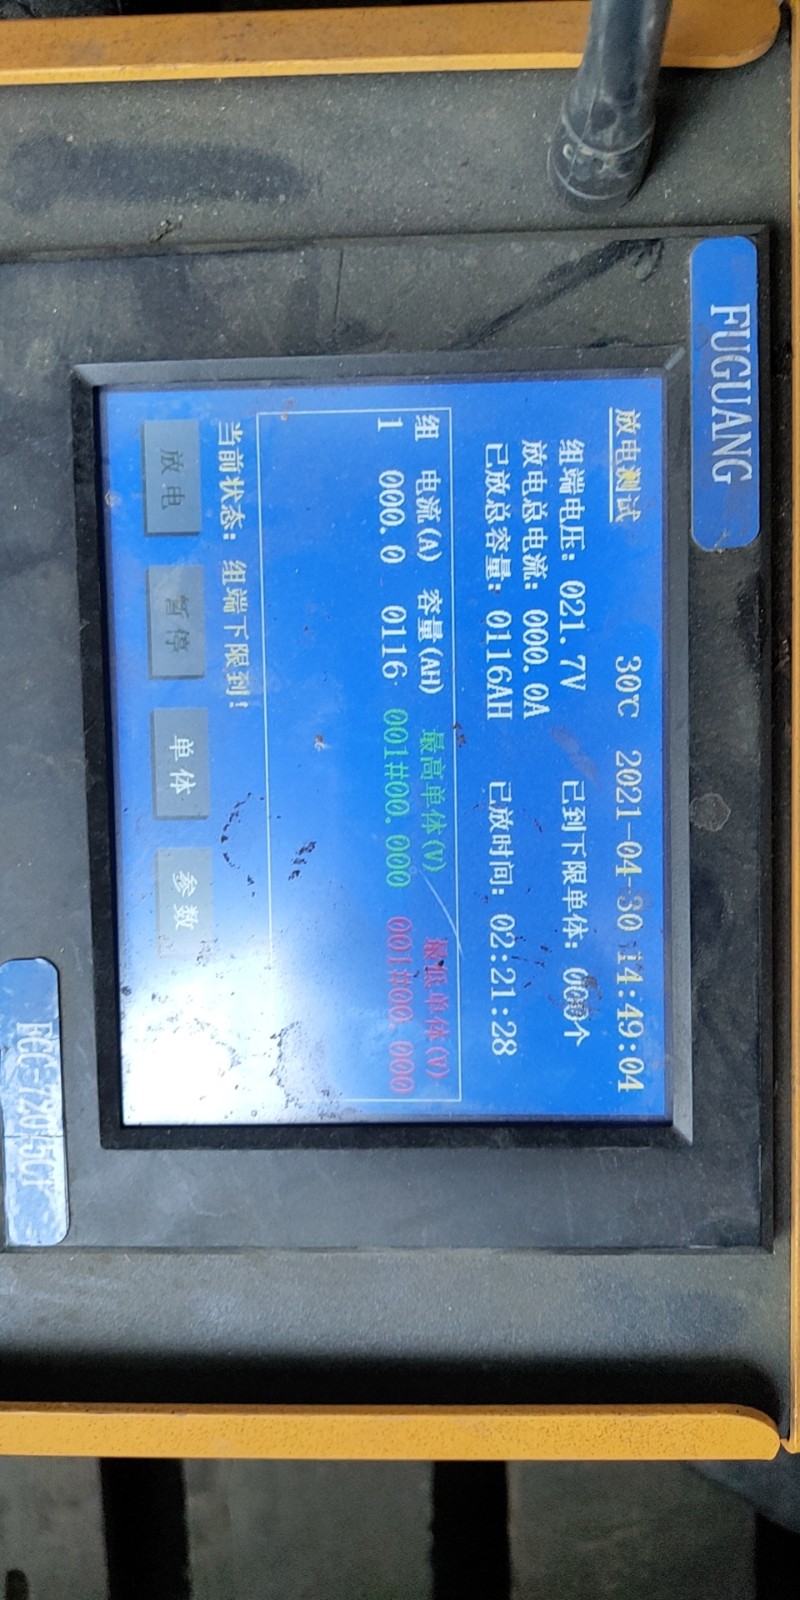 FUGUANG
放电测试 30℃ 2021-04-30 14:49:04
组端电压: 021.7V 已到下限单体: 000个
放电总电流: 000.0A
已放总容量: 0116AH 已放时间: 02:21:28
组 电流(A) 容量(AH) 最高单体(V) 最低单体(V)
1 000.0 0116 001#00.000 001#00.000
当前状态: 组端下限到!
放电 暂停 单体 参数